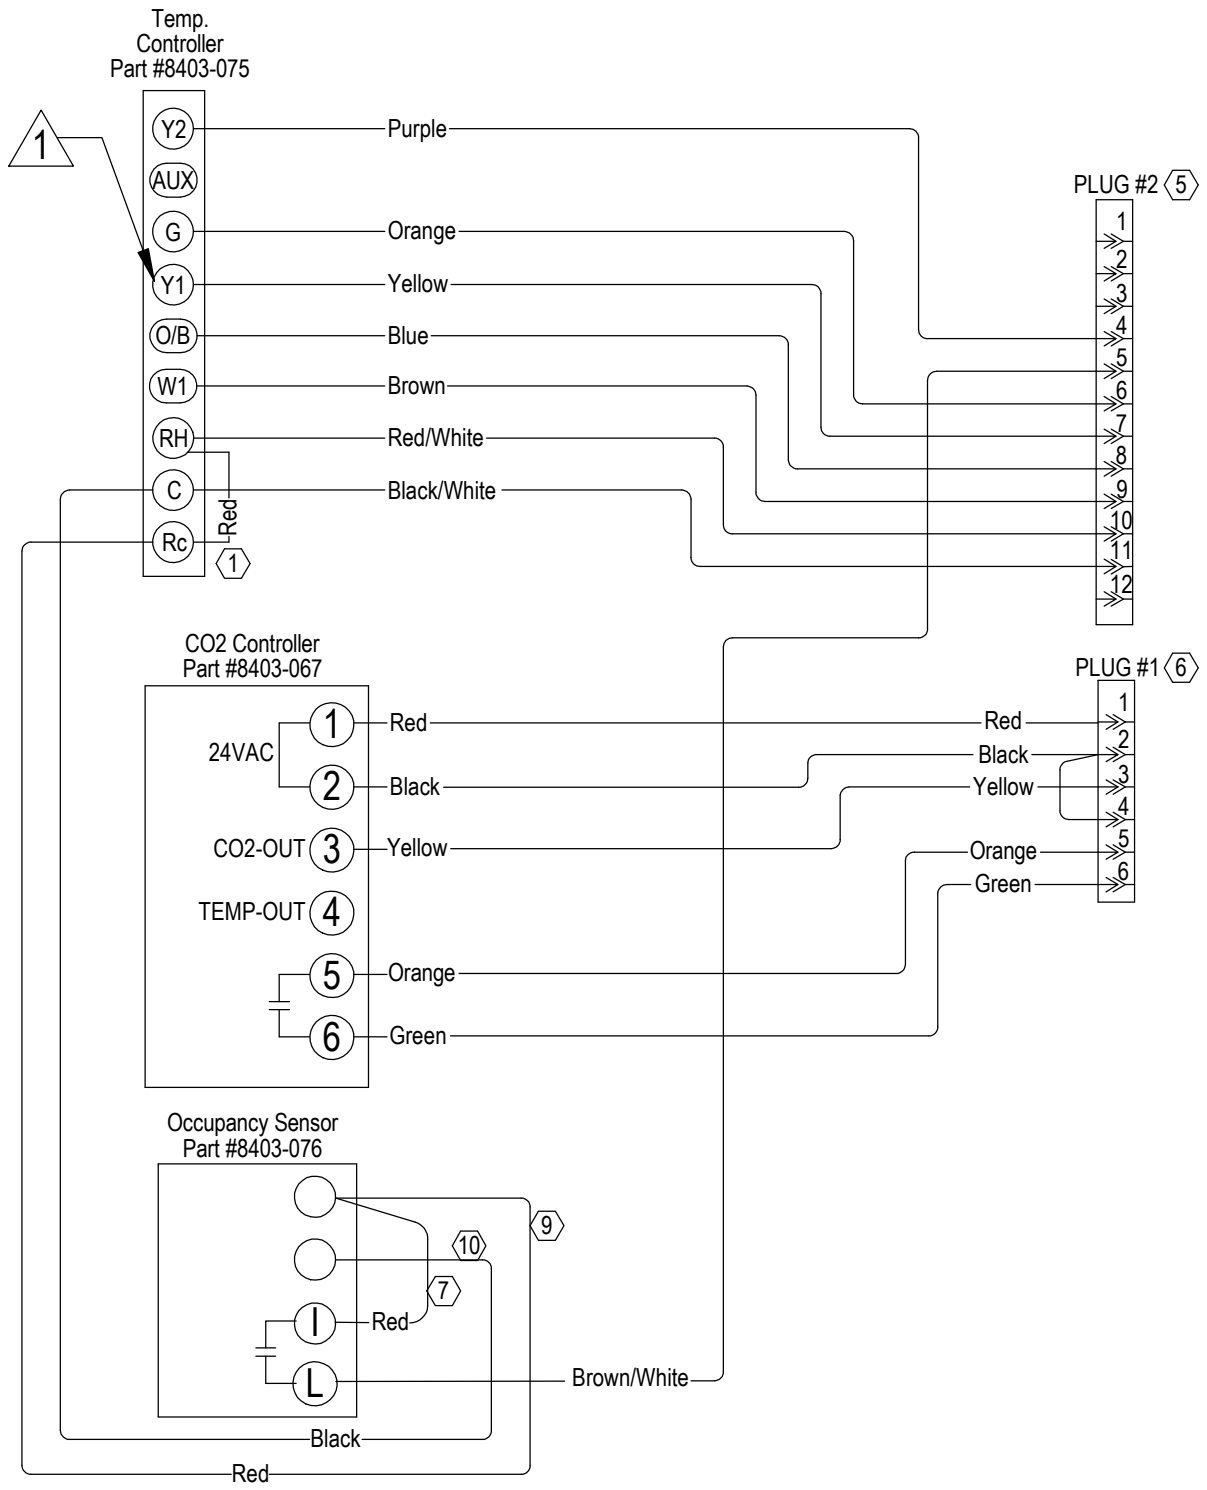 Temp.
Controller
Part #8403-075
1
Y2
Purple
AUX
G
Orange
Y1
Yellow
O/B
Blue
W1
Brown
RH
Red/White
C
Black/White
Rc
Red
1
PLUG #2 5
1
2
3
4
5
6
7
8
9
10
11
12
CO2 Controller
Part #8403-067
24VAC
1
Red
2
Black
CO2-OUT 3
Yellow
TEMP-OUT 4
5
Orange
6
Green
PLUG #1 6
Red
1
Black
2
Yellow
3
4
Orange
5
Green
6
Occupancy Sensor
Part #8403-076
9
10
7
I
Red
L
Brown/White
Black
Red